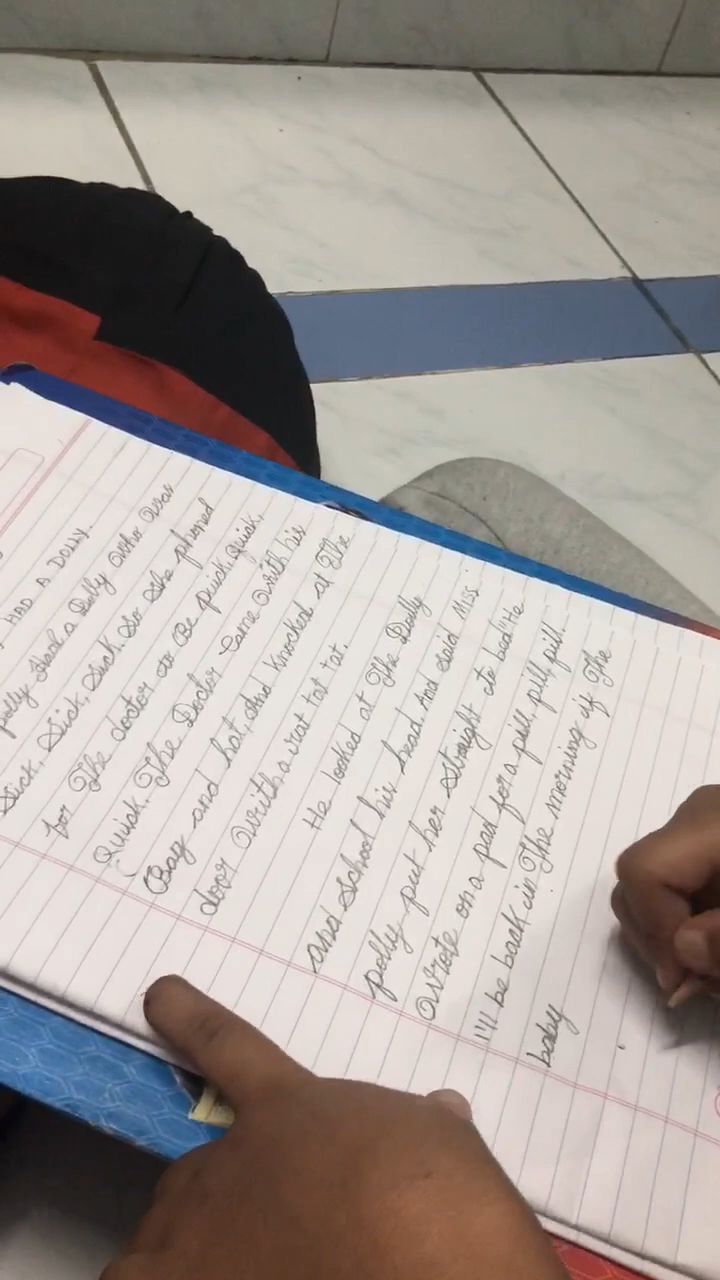 HAD A DOLLY.
polly Had a Dolly who was
Sick, Sick, Sick. So she phoned
for The doctor to Be quick, quick,
Quick. The Doctor Came with his
Bag and hat, And Knocked at The
door with a rat tat tat.
He looked at The Dolly
and school his head. And said Miss
polly put her straight to bed "He
wrote on a pad for a pill, pill, pill.
I'll be back in The morning if The
baby